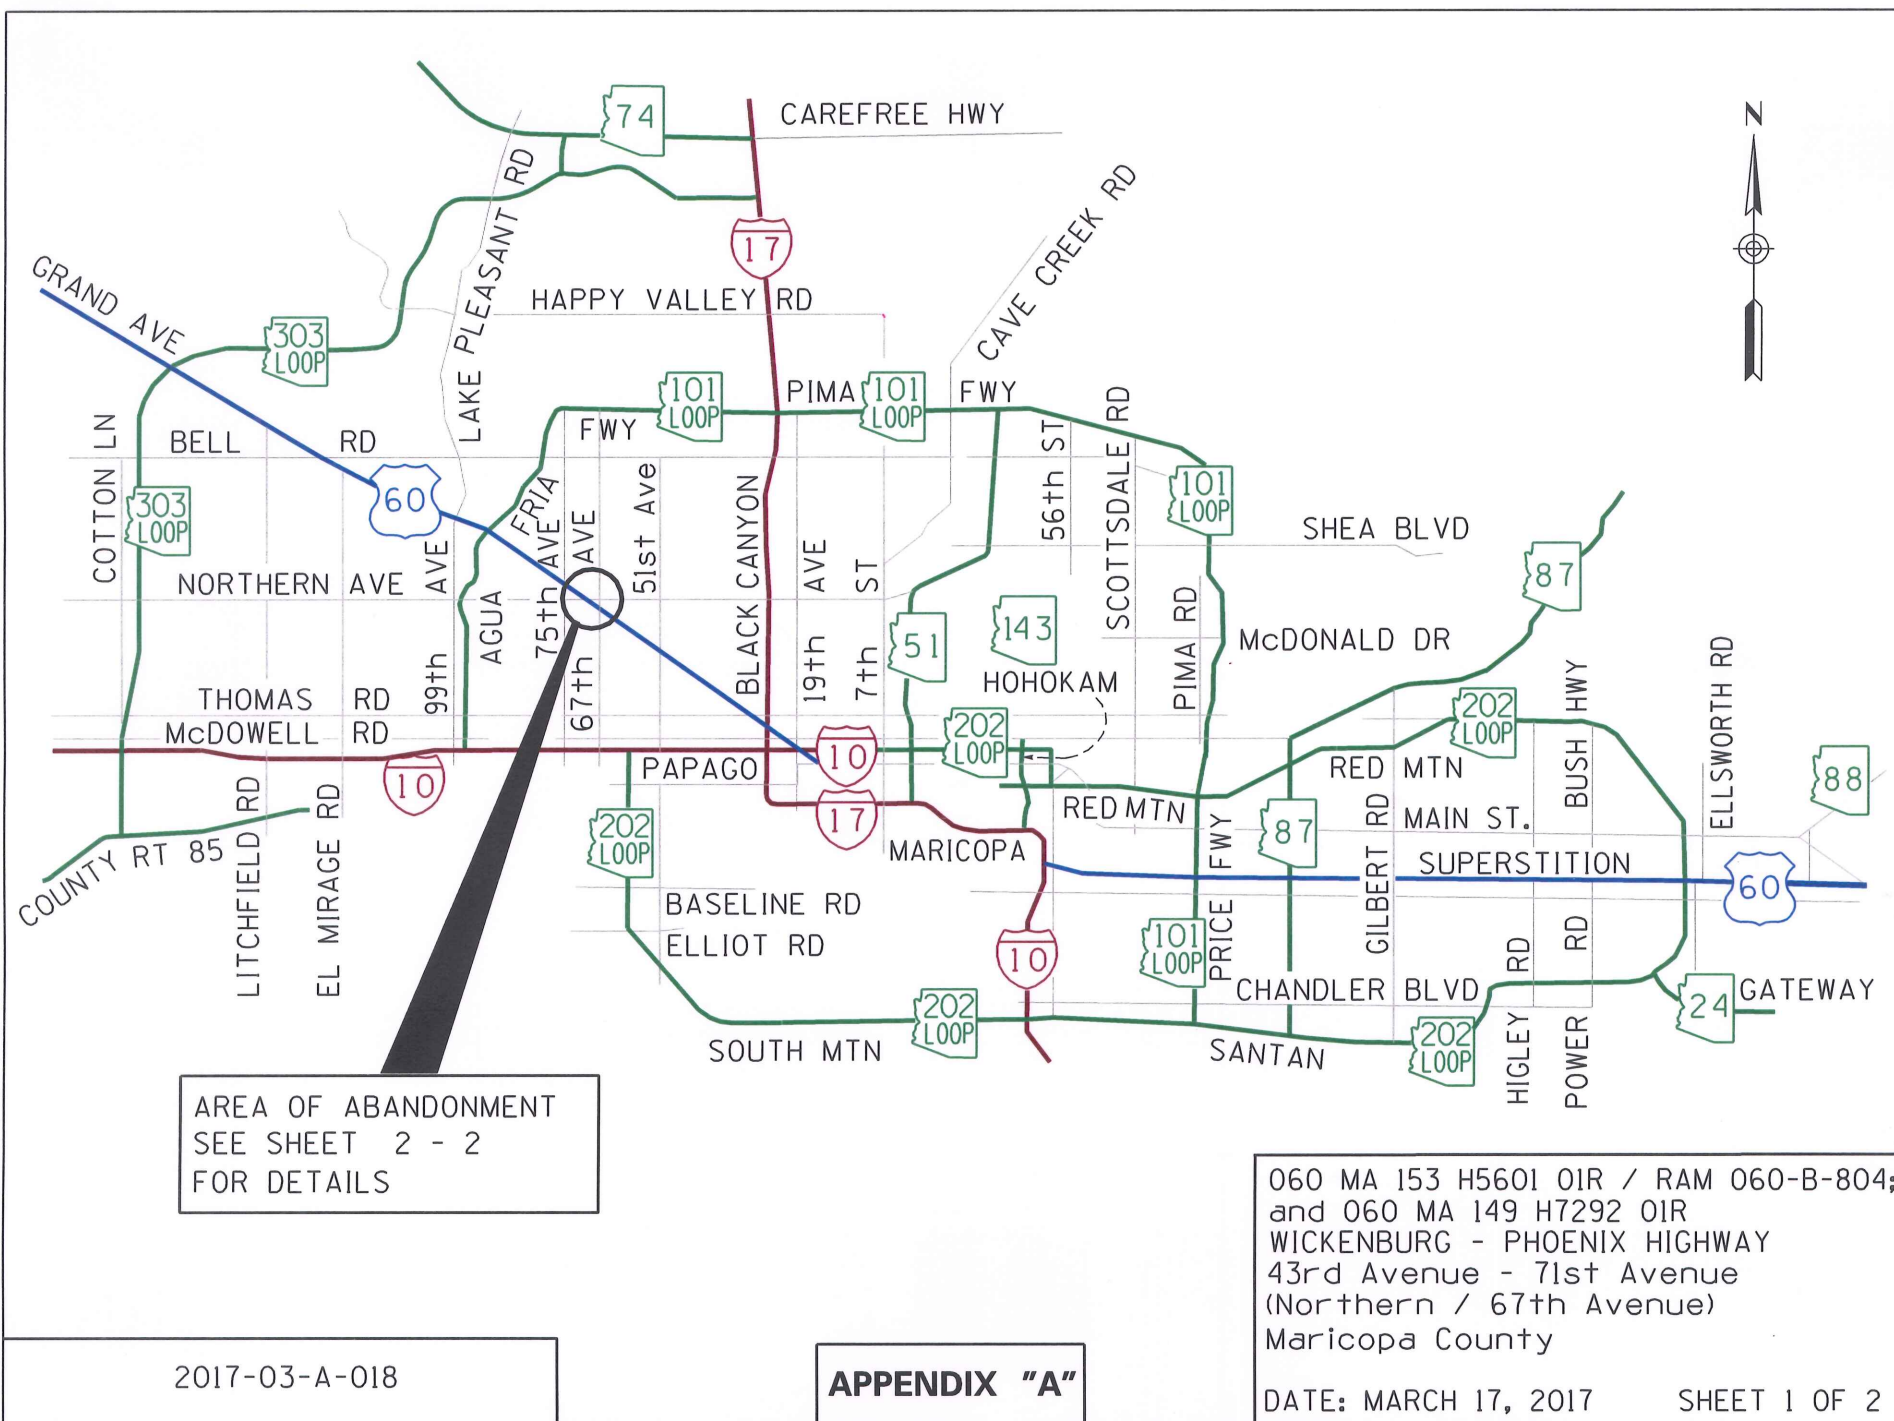 74
CAREFREE HWY
N
LAKE PLEASANT RD
17
CAVE CREEK RD
GRAND AVE
HAPPY VALLEY RD
303
LOOP
101
LOOP
PIMA
101
LOOP
FWY
FWY
COTTON LN
BELL RD
SCOTTSDALE RD
56th ST
101
LOOP
60
303
LOOP
AGUA FRIA
75th AVE
67th AVE
51st Ave
BLACK CANYON
19th AVE
7th ST
SHEA BLVD
NORTHERN AVE
99th AVE
87
51
143
HOHOKAM
PIMA RD
McDONALD DR
THOMAS RD
McDOWELL RD
202
LOOP
202
LOOP
BUSH HWY
ELLSWORTH RD
10
PAPAGO
10
RED MTN
RED MTN
88
COUNTY RT 85
LITCHFIELD RD
EL MIRAGE RD
202
LOOP
17
MARICOPA
PRICE FWY
87
GILBERT RD
MAIN ST.
SUPERSTITION
60
BASELINE RD
ELLIOT RD
10
101
LOOP
CHANDLER BLVD
HIGLEY RD
POWER RD
24
GATEWAY
202
LOOP
SOUTH MTN
SANTAN
202
LOOP
AREA OF ABANDONMENT
SEE SHEET 2 - 2
FOR DETAILS
060 MA 153 H5601 01R / RAM 060-B-804;
and 060 MA 149 H7292 01R
WICKENBURG - PHOENIX HIGHWAY
43rd Avenue - 71st Avenue
(Northern / 67th Avenue)
Maricopa County
DATE: MARCH 17, 2017 SHEET 1 OF 2
2017-03-A-018
APPENDIX "A"